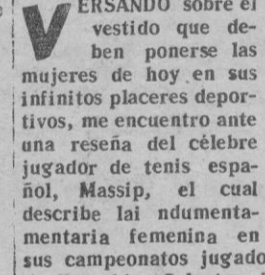 VERSANDO sobre el
vestido que de-
ben ponerse las
mujeres de hoy en sus
infinitos placeres depor-
tivos, me encuentro ante
una reseña del célebre
jugador de tenis espa-
ñol, Massip, el cual
describe lai ndumenta-
mentaria femenina en
sus campeonatos jugado